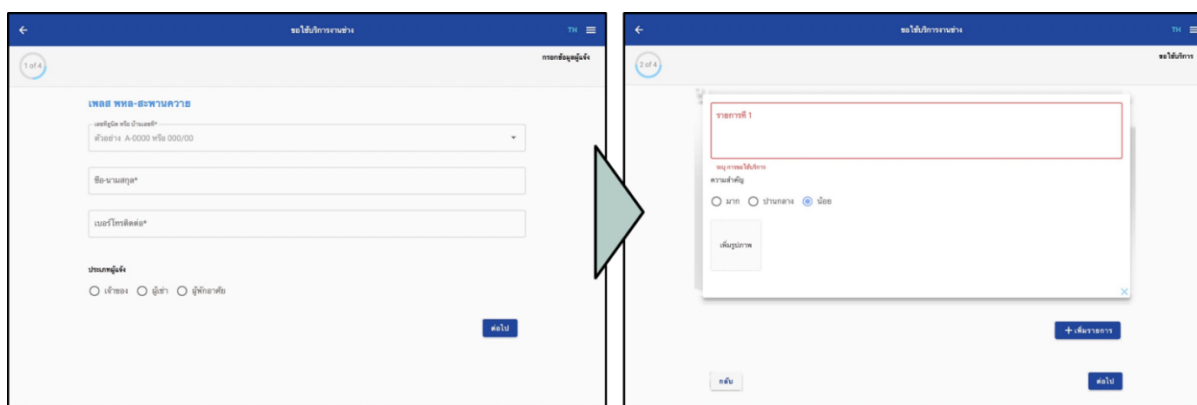 ขอใช้บริการงานช่าง
TH
1 of 4
กรอกข้อมูลผู้แจ้ง
เพลส พหล-สะพานควาย
เลขที่ยูนิต หรือ บ้านเลขที่*
ตัวอย่าง A-0000 หรือ 000/00
ชื่อ-นามสกุล*
เบอร์โทรติดต่อ*
ประเภทผู้แจ้ง
เจ้าของ ผู้เช่า ผู้พักอาศัย
ต่อไป
ขอใช้บริการงานช่าง
TH
2 of 4
ขอใช้บริการ
รายการที่ 1
ระบุ การขอใช้บริการ
ความสำคัญ
มาก ปานกลาง น้อย
เพิ่มรูปภาพ
+ เพิ่มรายการ
กลับ
ต่อไป